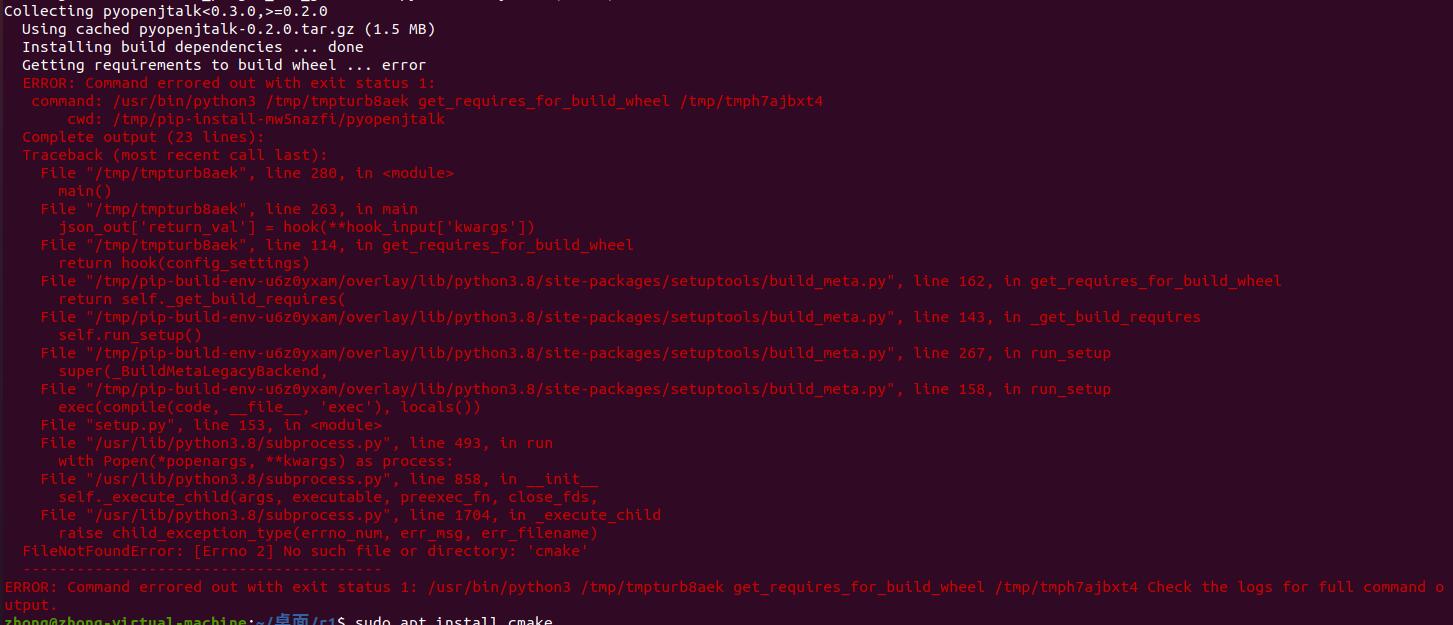 Collecting pyopenjtalk<0.3.0,>=0.2.0
  Using cached pyopenjtalk-0.2.0.tar.gz (1.5 MB)
  Installing build dependencies ... done
  Getting requirements to build wheel ... error
  ERROR: Command errored out with exit status 1:
   command: /usr/bin/python3 /tmp/tmpturb8aek get_requires_for_build_wheel /tmp/tmph7ajbxt4
       cwd: /tmp/pip-install-mw5nazfi/pyopenjtalk
  Complete output (23 lines):
  Traceback (most recent call last):
    File "/tmp/tmpturb8aek", line 280, in <module>
      main()
    File "/tmp/tmpturb8aek", line 263, in main
      json_out['return_val'] = hook(**hook_input['kwargs'])
    File "/tmp/tmpturb8aek", line 114, in get_requires_for_build_wheel
      return hook(config_settings)
    File "/tmp/pip-build-env-u6z0yxam/overlay/lib/python3.8/site-packages/setuptools/build_meta.py", line 162, in get_requires_for_build_wheel
      return self._get_build_requires(
    File "/tmp/pip-build-env-u6z0yxam/overlay/lib/python3.8/site-packages/setuptools/build_meta.py", line 143, in _get_build_requires
      self.run_setup()
    File "/tmp/pip-build-env-u6z0yxam/overlay/lib/python3.8/site-packages/setuptools/build_meta.py", line 267, in run_setup
      super(_BuildMetaLegacyBackend,
    File "/tmp/pip-build-env-u6z0yxam/overlay/lib/python3.8/site-packages/setuptools/build_meta.py", line 158, in run_setup
      exec(compile(code, __file__, 'exec'), locals())
    File "setup.py", line 153, in <module>
    File "/usr/lib/python3.8/subprocess.py", line 493, in run
      with Popen(*popenargs, **kwargs) as process:
    File "/usr/lib/python3.8/subprocess.py", line 858, in __init__
      self._execute_child(args, executable, preexec_fn, close_fds,
    File "/usr/lib/python3.8/subprocess.py", line 1704, in _execute_child
      raise child_exception_type(errno_num, err_msg, err_filename)
  FileNotFoundError: [Errno 2] No such file or directory: 'cmake'
  ----------------------------------------
ERROR: Command errored out with exit status 1: /usr/bin/python3 /tmp/tmpturb8aek get_requires_for_build_wheel /tmp/tmph7ajbxt4 Check the logs for full command o
utput.
zhong@zhong-virtual-machine:~/桌面/r1$ sudo apt install cmake